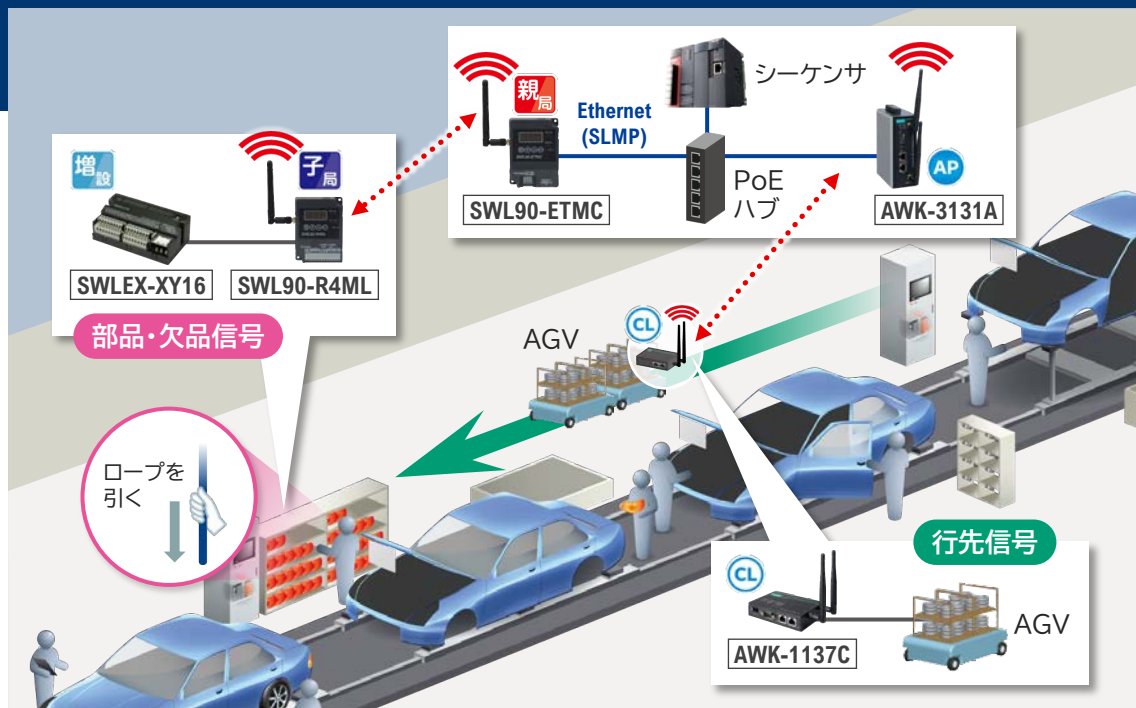 増設
SWLEX-XY16
子局
SWL90-R4ML
部品・欠品信号
親局
SWL90-ETMC
Ethernet
(SLMP)
シーケンサ
PoE
ハブ
AP
AWK-3131A
CL
AGV
ロープを
引く
行先信号
CL
AWK-1137C
AGV